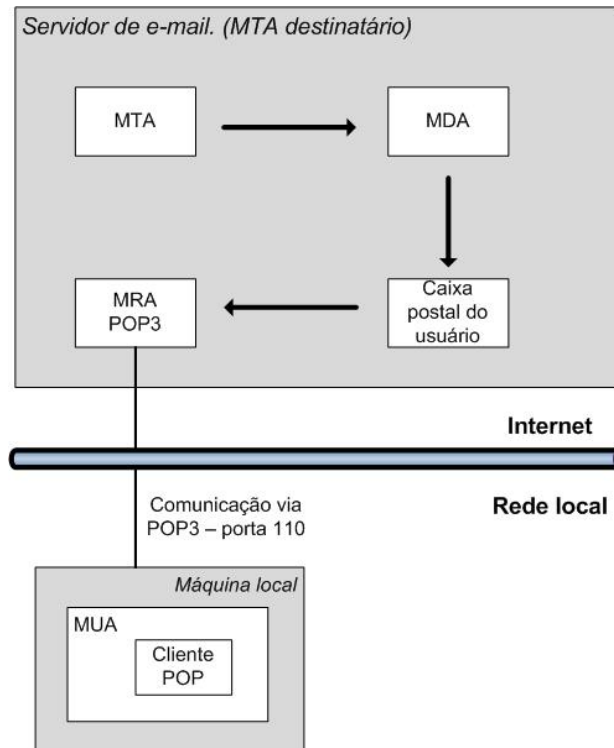 Servidor de e-mail. (MTA destinatário)
MTA
MDA
MRA
POP3
Caixa
postal do
usuário
Internet
Rede local
Comunicação via
POP3 – porta 110
Máquina local
MUA
Cliente
POP